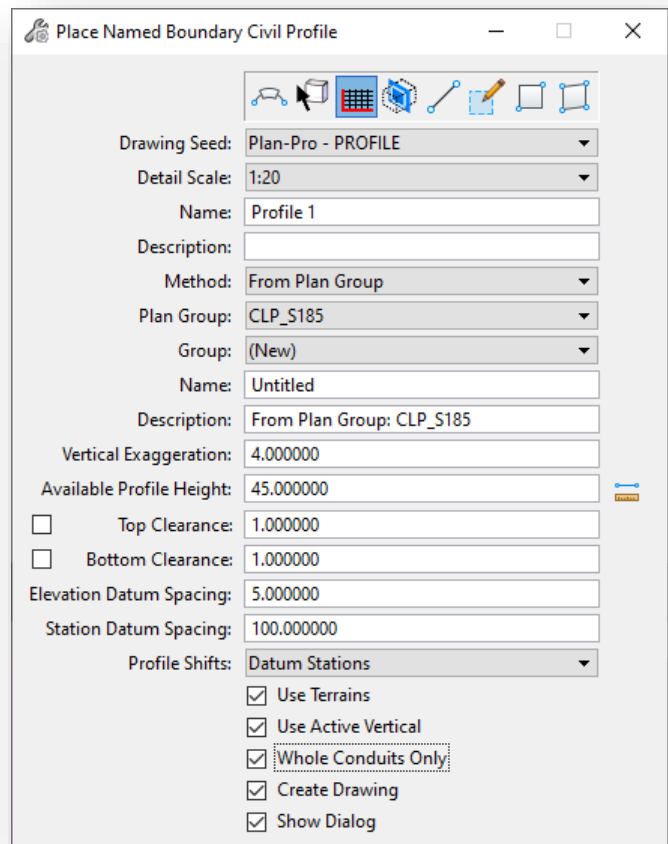 Place Named Boundary Civil Profile
Drawing Seed: Plan-Pro - PROFILE
Detail Scale: 1:20
Name: Profile 1
Description:
Method: From Plan Group
Plan Group: CLP_S185
Group: (New)
Name: Untitled
Description: From Plan Group: CLP_S185
Vertical Exaggeration: 4.000000
Available Profile Height: 45.000000
Top Clearance: 1.000000
Bottom Clearance: 1.000000
Elevation Datum Spacing: 5.000000
Station Datum Spacing: 100.000000
Profile Shifts: Datum Stations
Use Terrains
Use Active Vertical
Whole Conduits Only
Create Drawing
Show Dialog